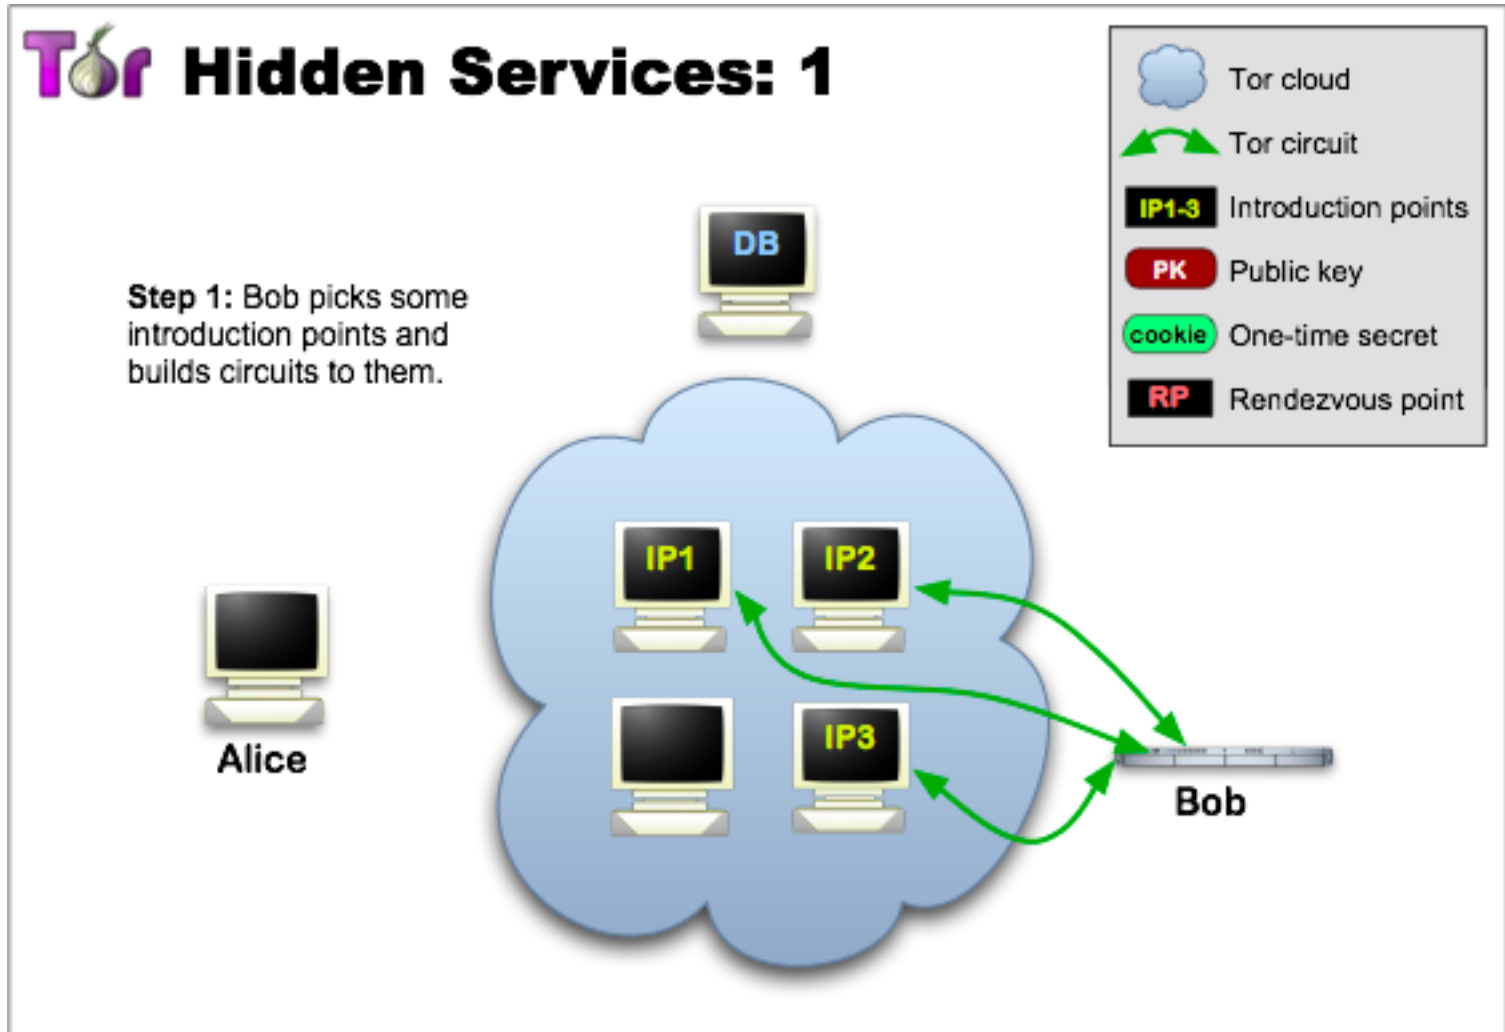 Tor Hidden Services: 1
Tor cloud
Tor circuit
IP1-3 Introduction points
PK Public key
cookie One-time secret
RP Rendezvous point
DB
Step 1: Bob picks some
introduction points and
builds circuits to them.
IP1 IP2
IP3
Alice
Bob